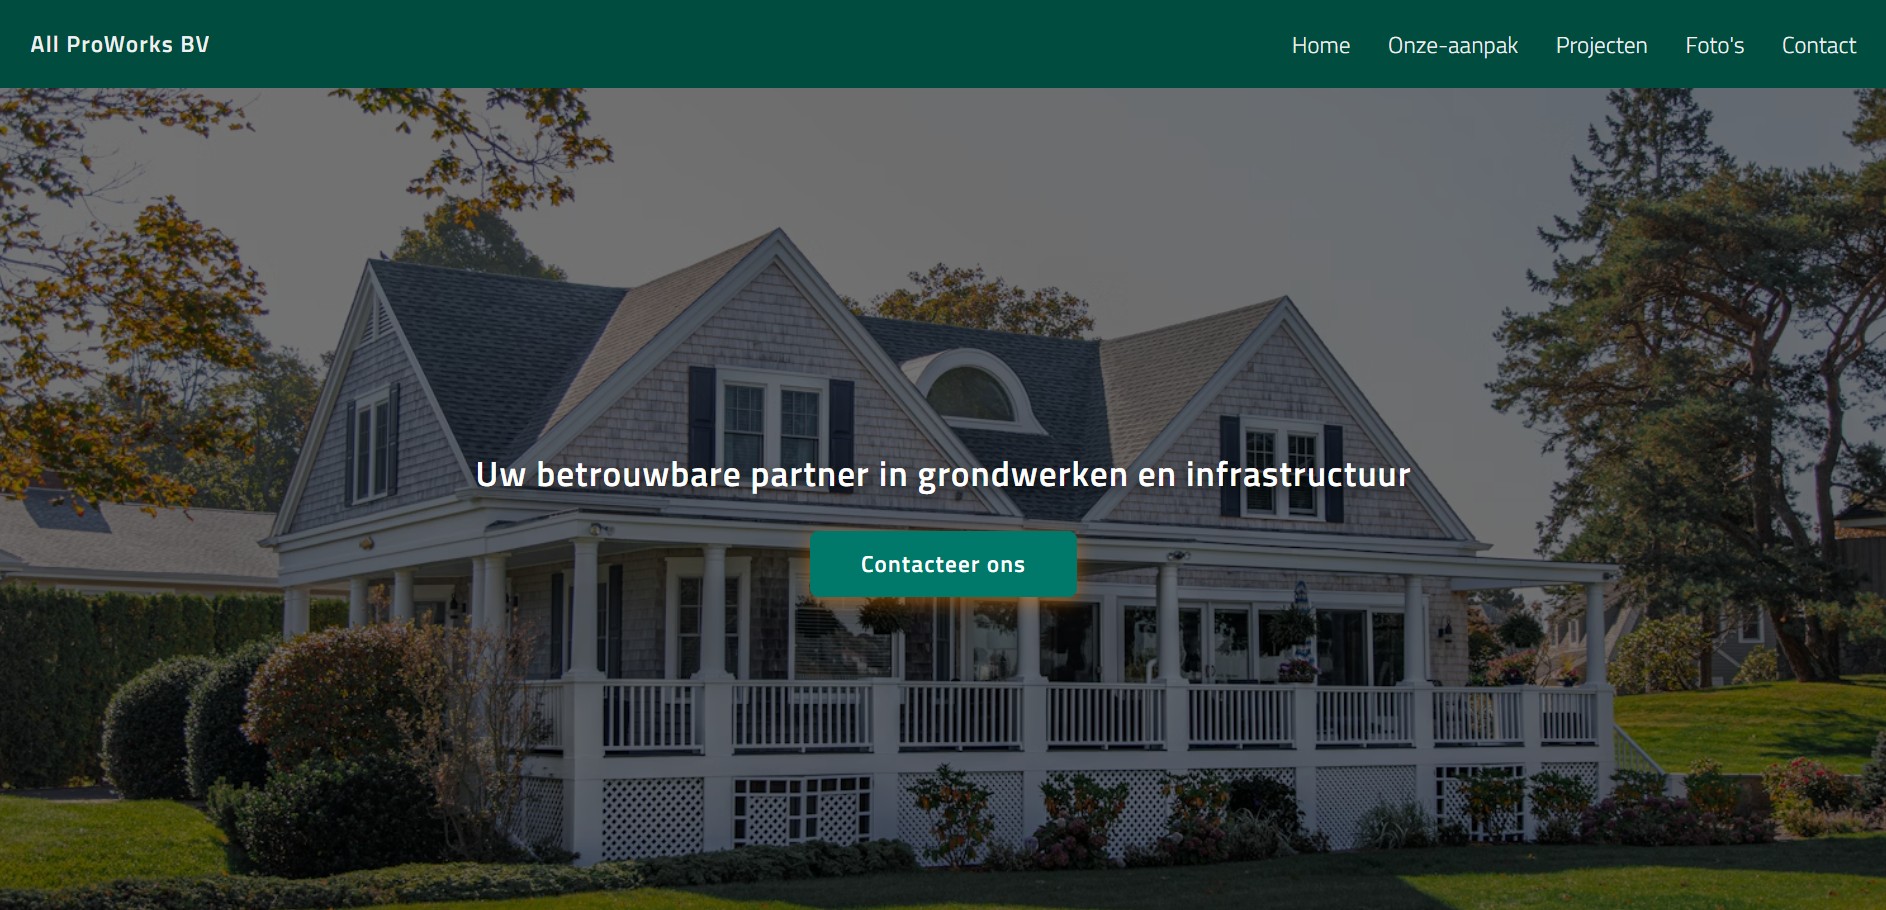 All ProWorks BV
Home Onze-aanpak Projecten Foto's Contact
Uw betrouwbare partner in grondwerken en infrastructuur
Contacteer ons